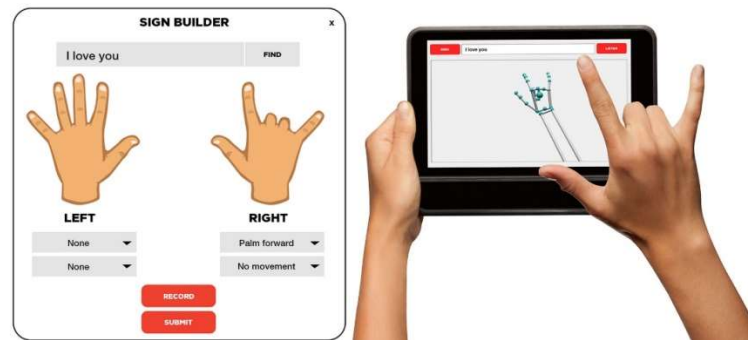 SIGN BUILDER
x
I love you
FIND
LEFT
RIGHT
None
Palm forward
None
No movement
RECORD
SUBMIT
I love you